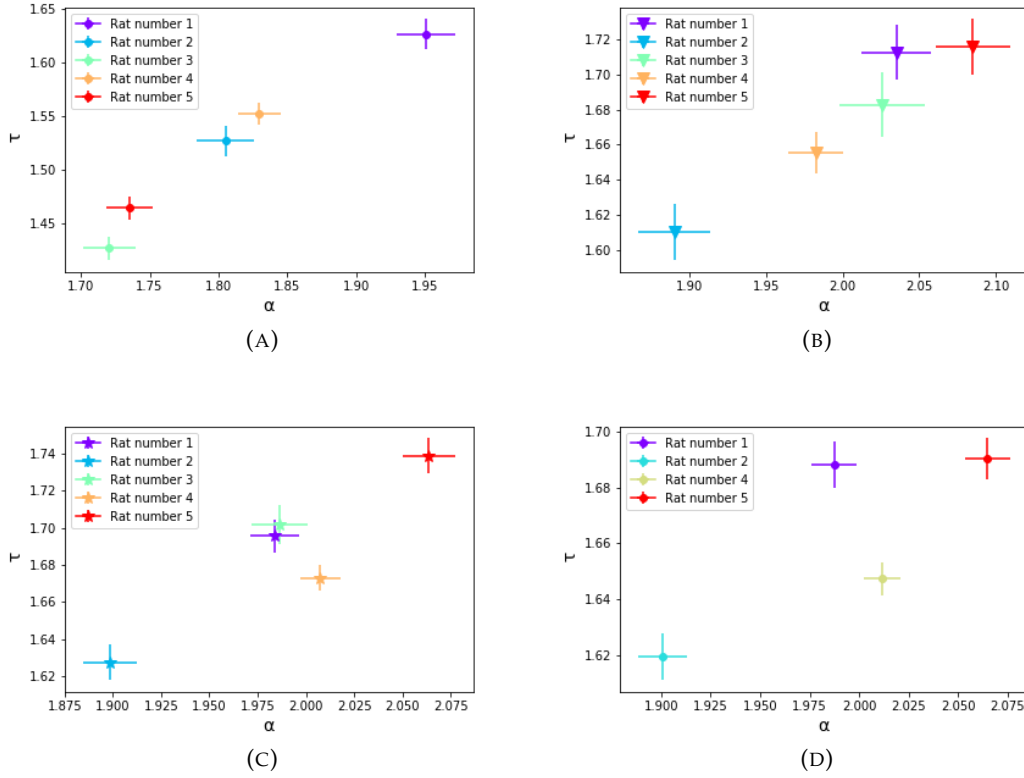 1.65
1.60
1.55
1.50
1.45
τ
Rat number 1
Rat number 2
Rat number 3
Rat number 4
Rat number 5
1.70 1.75 1.80 1.85 1.90 1.95
α
(A)
1.72
1.70
1.68
1.66
1.64
1.62
1.60
τ
Rat number 1
Rat number 2
Rat number 3
Rat number 4
Rat number 5
1.90 1.95 2.00 2.05 2.10
α
(B)
1.74
1.72
1.70
1.68
1.66
1.64
1.62
τ
Rat number 1
Rat number 2
Rat number 3
Rat number 4
Rat number 5
1.875 1.900 1.925 1.950 1.975 2.000 2.025 2.050 2.075
α
(C)
1.70
1.68
1.66
1.64
1.62
τ
Rat number 1
Rat number 2
Rat number 4
Rat number 5
1.900 1.925 1.950 1.975 2.000 2.025 2.050 2.075
α
(D)